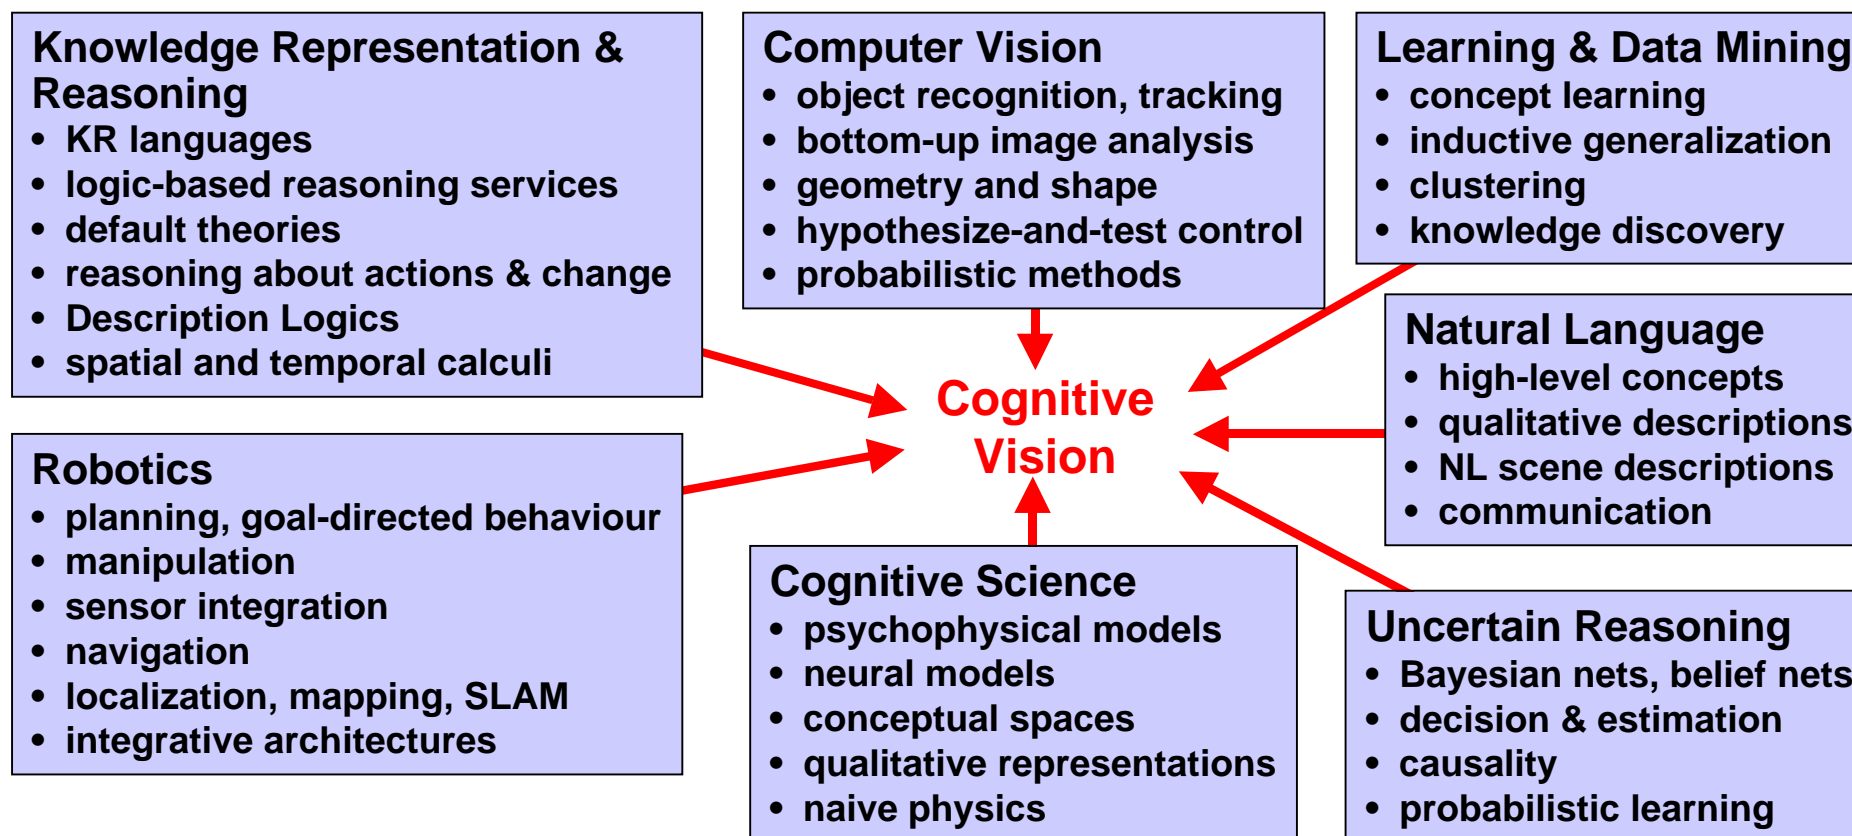 Knowledge Representation &
Reasoning
• KR languages
• logic-based reasoning services
• default theories
• reasoning about actions & change
• Description Logics
• spatial and temporal calculi
Computer Vision
• object recognition, tracking
• bottom-up image analysis
• geometry and shape
• hypothesize-and-test control
• probabilistic methods
Learning & Data Mining
• concept learning
• inductive generalization
• clustering
• knowledge discovery
Cognitive
Vision
Natural Language
• high-level concepts
• qualitative descriptions
• NL scene descriptions
• communication
Robotics
• planning, goal-directed behaviour
• manipulation
• sensor integration
• navigation
• localization, mapping, SLAM
• integrative architectures
Cognitive Science
• psychophysical models
• neural models
• conceptual spaces
• qualitative representations
• naive physics
Uncertain Reasoning
• Bayesian nets, belief nets
• decision & estimation
• causality
• probabilistic learning